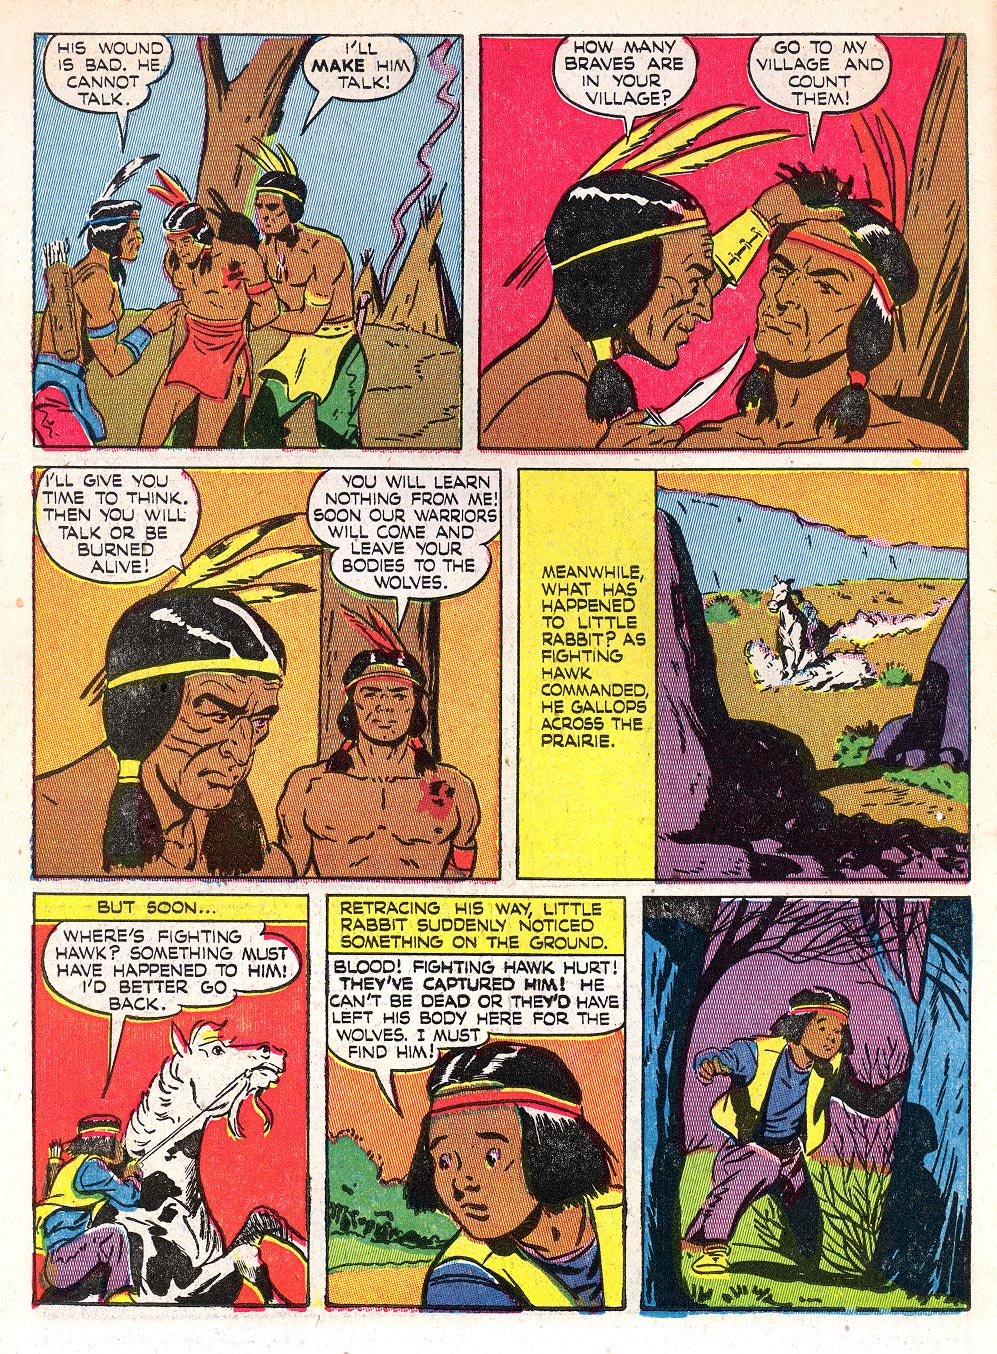 HIS WOUND
IS BAD. HE
CANNOT
TALK.
I'LL
MAKE HIM
TALK!
HOW MANY
BRAVES ARE
IN YOUR
VILLAGE?
GO TO MY
VILLAGE AND
COUNT
THEM!
I'LL GIVE YOU
TIME TO THINK.
THEN YOU WILL
TALK OR BE
BURNED
ALIVE!
YOU WILL LEARN
NOTHING FROM ME!
SOON OUR WARRIORS
WILL COME AND
LEAVE YOUR
BODIES TO THE
WOLVES.
MEANWHILE,
WHAT HAS
HAPPENED
TO LITTLE
RABBIT? AS
FIGHTING
HAWK
COMMANDED,
HE GALLOPS
ACROSS THE
PRAIRIE.
BUT SOON...
WHERE'S FIGHTING
HAWK? SOMETHING MUST
HAVE HAPPENED TO HIM!
I'D BETTER GO
BACK.
RETRACING HIS WAY, LITTLE
RABBIT SUDDENLY NOTICED
SOMETHING ON THE GROUND.
BLOOD! FIGHTING HAWK HURT!
THEY'VE CAPTURED HIM! HE
CAN'T BE DEAD OR THEY'D HAVE
LEFT HIS BODY HERE FOR THE
WOLVES. I MUST
FIND HIM!